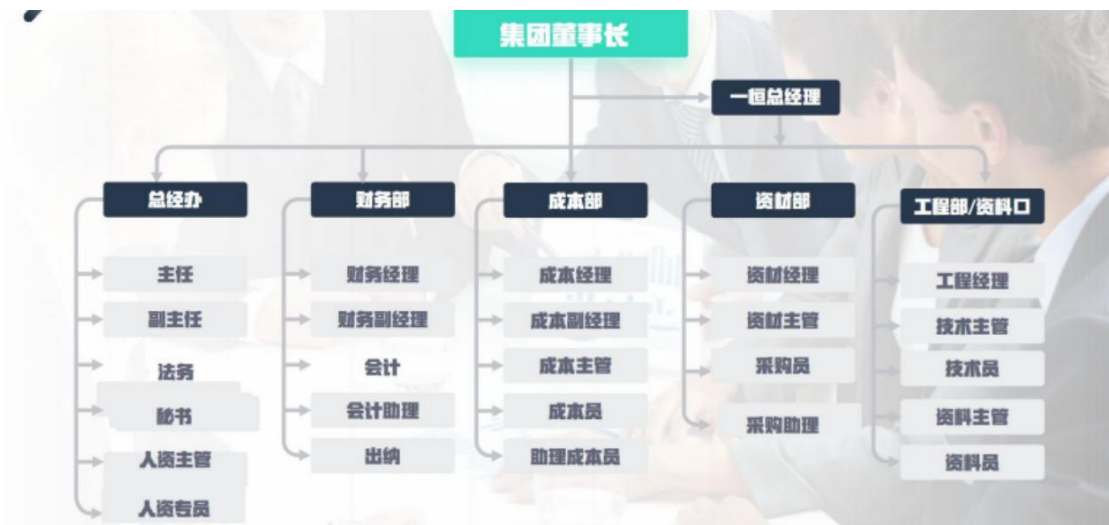 集团董事长
一恒总经理
总经办
财务部
成本部
资材部
工程部/资料口
主任
财务经理
成本经理
资材经理
工程经理
副主任
财务副经理
成本副经理
资材主管
技术主管
法务
会计
成本主管
采购员
技术员
秘书
会计助理
成本员
采购助理
资料主管
人资主管
出纳
助理成本员
资料员
人资专员